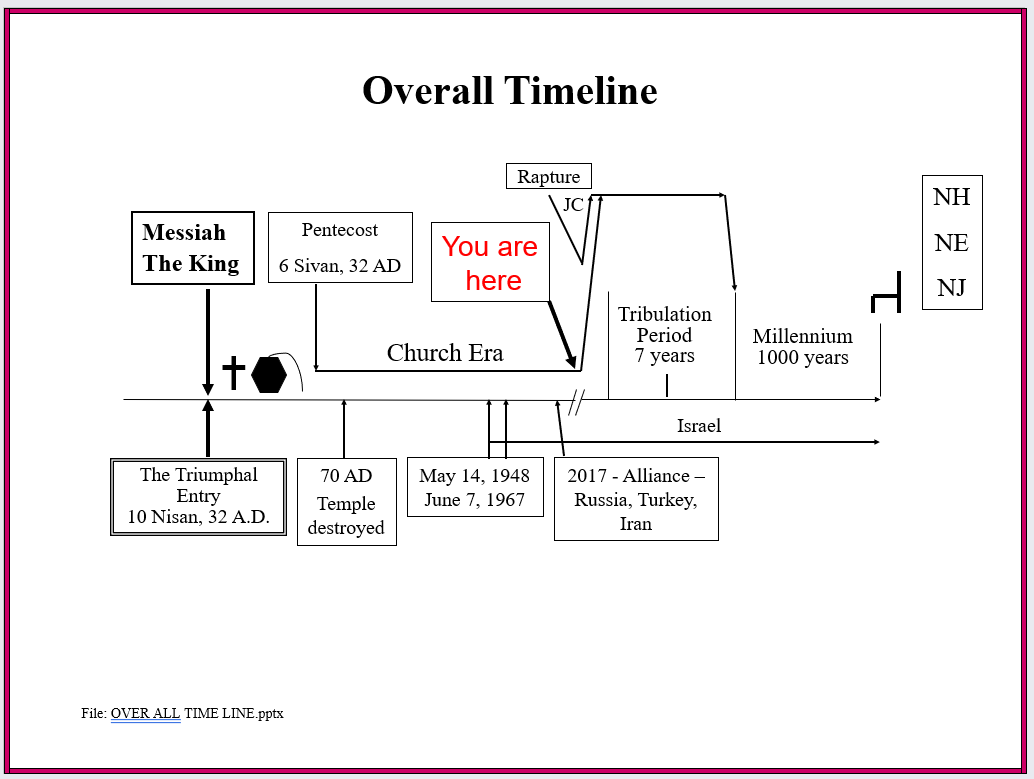 Overall Timeline
Rapture
JC
NH
NE
NJ
Messiah
The King
Pentecost
6 Sivan, 32 AD
You are
here
Tribulation
Period
7 years
Millennium
1000 years
Church Era
Israel
The Triumphal
Entry
10 Nisan, 32 A.D.
70 AD
Temple
destroyed
May 14, 1948
June 7, 1967
2017 - Alliance –
Russia, Turkey,
Iran
File: OVER ALL TIME LINE.pptx